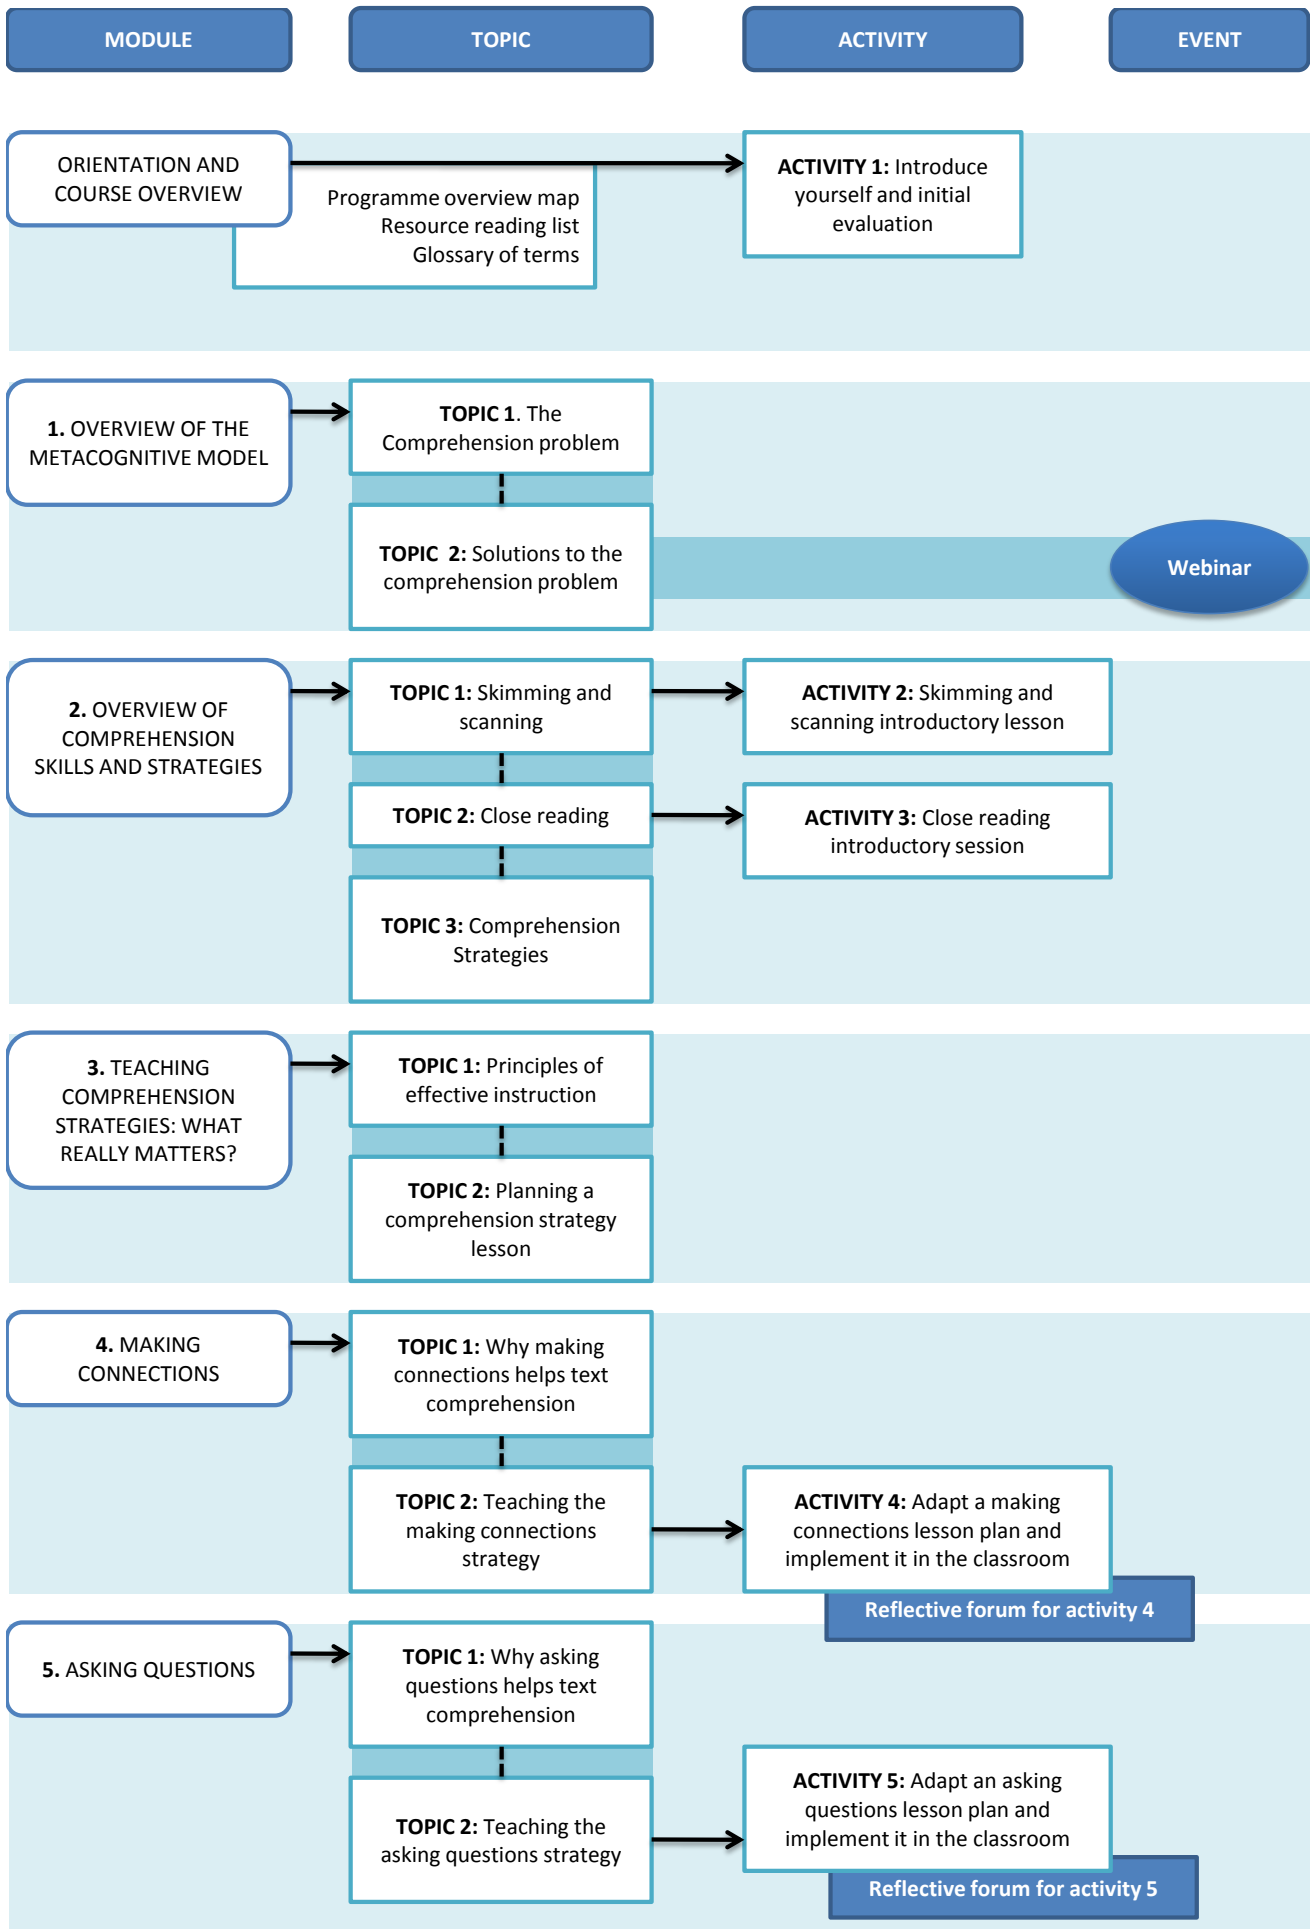 MODULE
TOPIC
ACTIVITY
EVENT
ORIENTATION AND
COURSE OVERVIEW
Programme overview map
Resource reading list
Glossary of terms
ACTIVITY 1: Introduce
yourself and initial
evaluation
1. OVERVIEW OF THE
METACOGNITIVE MODEL
TOPIC 1. The
Comprehension problem
TOPIC 2: Solutions to the
comprehension problem
Webinar
2. OVERVIEW OF
COMPREHENSION
SKILLS AND STRATEGIES
TOPIC 1: Skimming and
scanning
ACTIVITY 2: Skimming and
scanning introductory lesson
TOPIC 2: Close reading
ACTIVITY 3: Close reading
introductory session
TOPIC 3: Comprehension
Strategies
3. TEACHING
COMPREHENSION
STRATEGIES: WHAT
REALLY MATTERS?
TOPIC 1: Principles of
effective instruction
TOPIC 2: Planning a
comprehension strategy
lesson
4. MAKING
CONNECTIONS
TOPIC 1: Why making
connections helps text
comprehension
TOPIC 2: Teaching the
making connections
strategy
ACTIVITY 4: Adapt a making
connections lesson plan and
implement it in the classroom
Reflective forum for activity 4
5. ASKING QUESTIONS
TOPIC 1: Why asking
questions helps text
comprehension
TOPIC 2: Teaching the
asking questions strategy
ACTIVITY 5: Adapt an asking
questions lesson plan and
implement it in the classroom
Reflective forum for activity 5